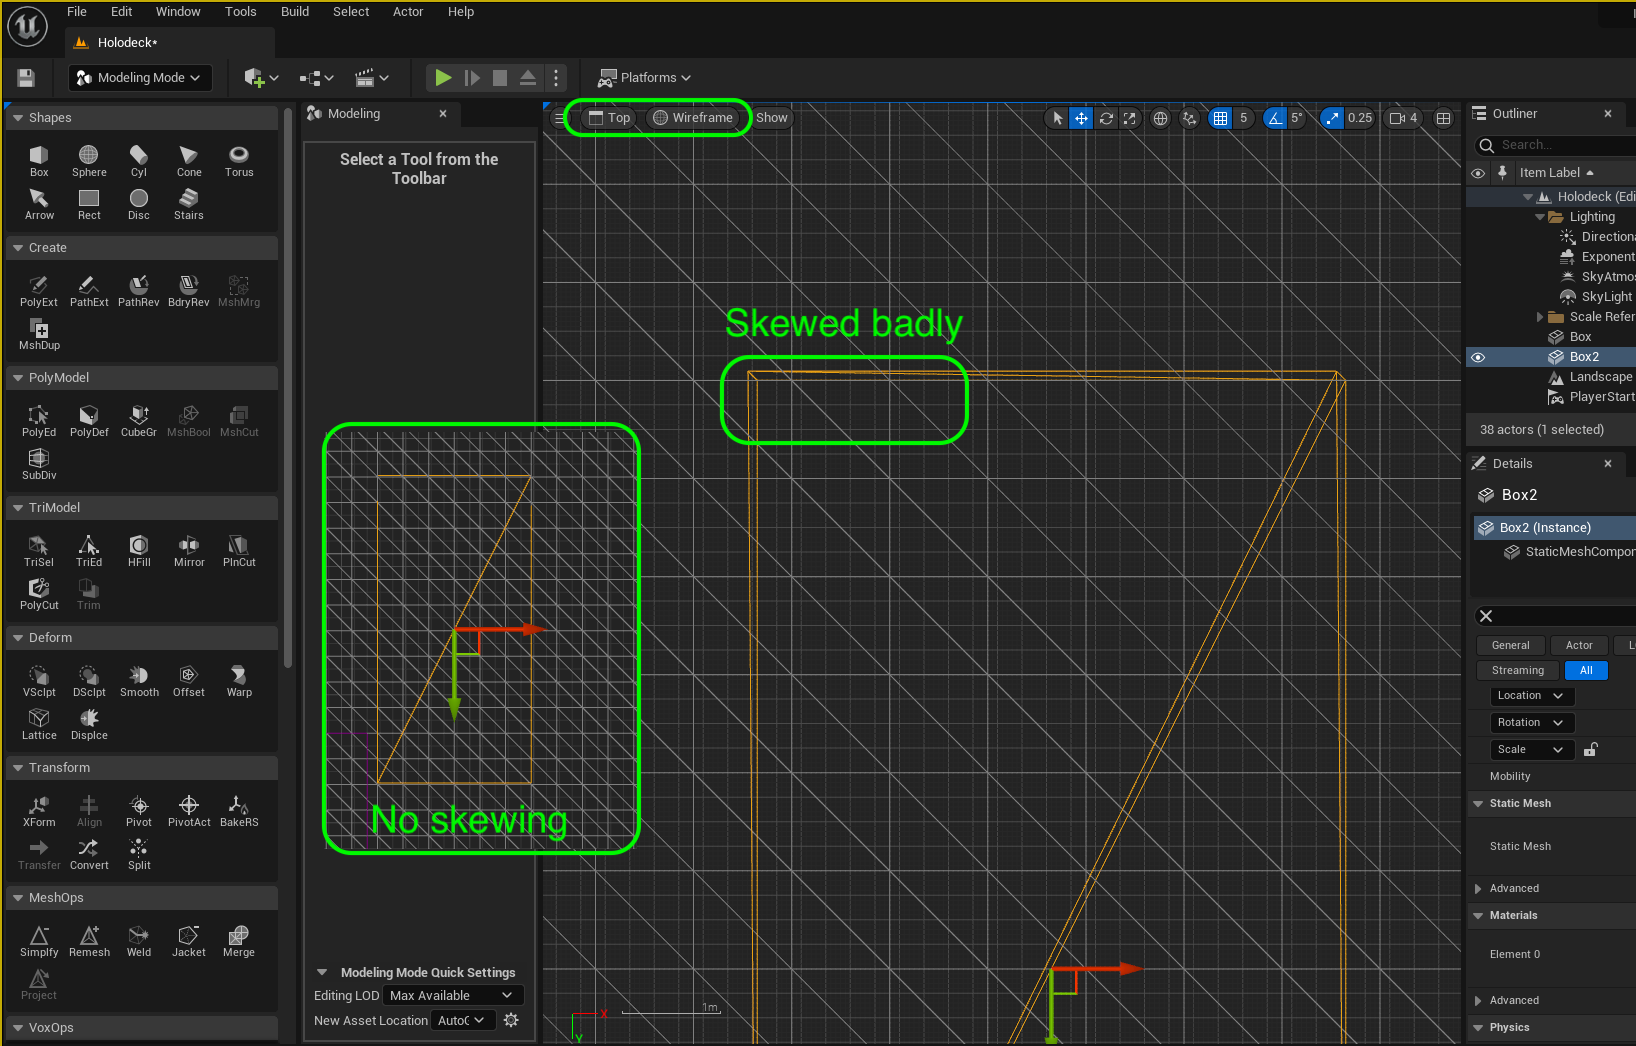 File Edit Window Tools Build Select Actor Help
Holodeck*
Modeling Mode
Platforms
Shapes
Box Sphere Cyl Cone Torus
Arrow Rect Disc Stairs
Create
PolyExt PathExt PathRev BdryRev MshMrg
MshDup
PolyModel
PolyEd PolyDef CubeGr MshBool MshCut
SubDiv
TriModel
TriSel TriEd HFill Mirror PlnCut
PolyCut Trim
Deform
VSclpt DSclpt Smooth Offset Warp
Lattice Displce
Transform
XForm Align Pivot PivotAct BakeRS
Transfer Convert Split
MeshOps
Simplfy Remesh Weld Jacket Merge
Project
VoxOps
Modeling
Select a Tool from the
Toolbar
No skewing
Modeling Mode Quick Settings
Editing LOD Max Available
New Asset Location Auto
Top Wireframe Show
5 5° 0.25 4
Skewed badly
X
Y
1m
Outliner
Search...
Item Label
Holodeck (Edi
Lighting
Directiona
Exponent
SkyAtmo
SkyLight
Scale Refer
Box
Box2
Landscape
PlayerStart
38 actors (1 selected)
Details
Box2
Box2 (Instance)
StaticMeshCompon
General Actor
Streaming All
Location
Rotation
Scale
Mobility
Static Mesh
Static Mesh
Advanced
Materials
Element 0
Advanced
Physics